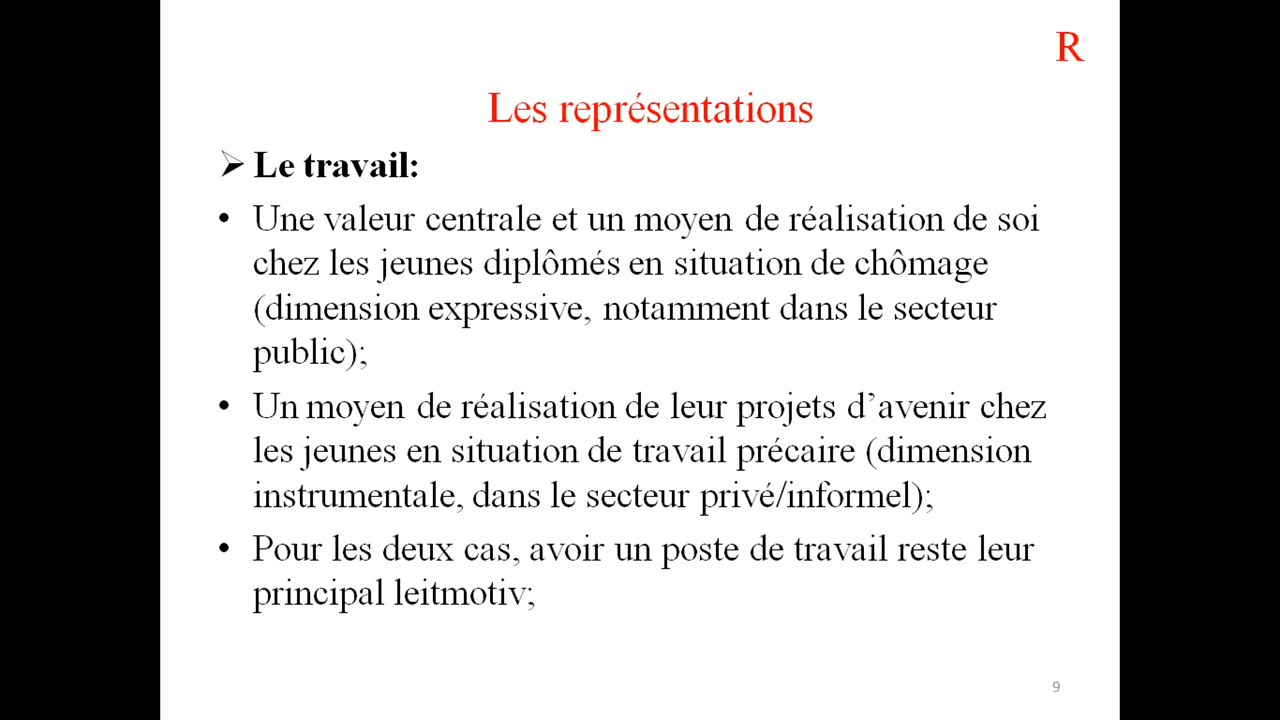 R
Les représentations
➢ Le travail:
• Une valeur centrale et un moyen de réalisation de soi
chez les jeunes diplômés en situation de chômage
(dimension expressive, notamment dans le secteur
public);
• Un moyen de réalisation de leur projets d’avenir chez
les jeunes en situation de travail précaire (dimension
instrumentale, dans le secteur privé/informel);
• Pour les deux cas, avoir un poste de travail reste leur
principal leitmotiv;
9